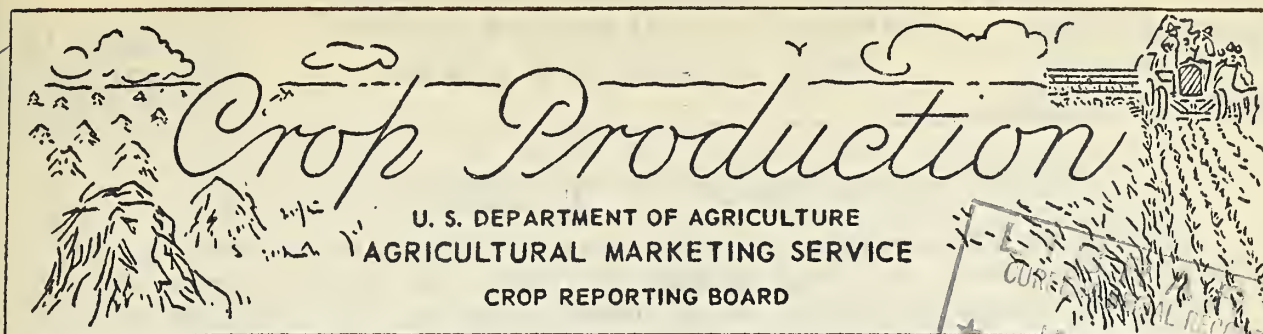 Crop Production
U. S. DEPARTMENT OF AGRICULTURE
AGRICULTURAL MARKETING SERVICE
CROP REPORTING BOARD